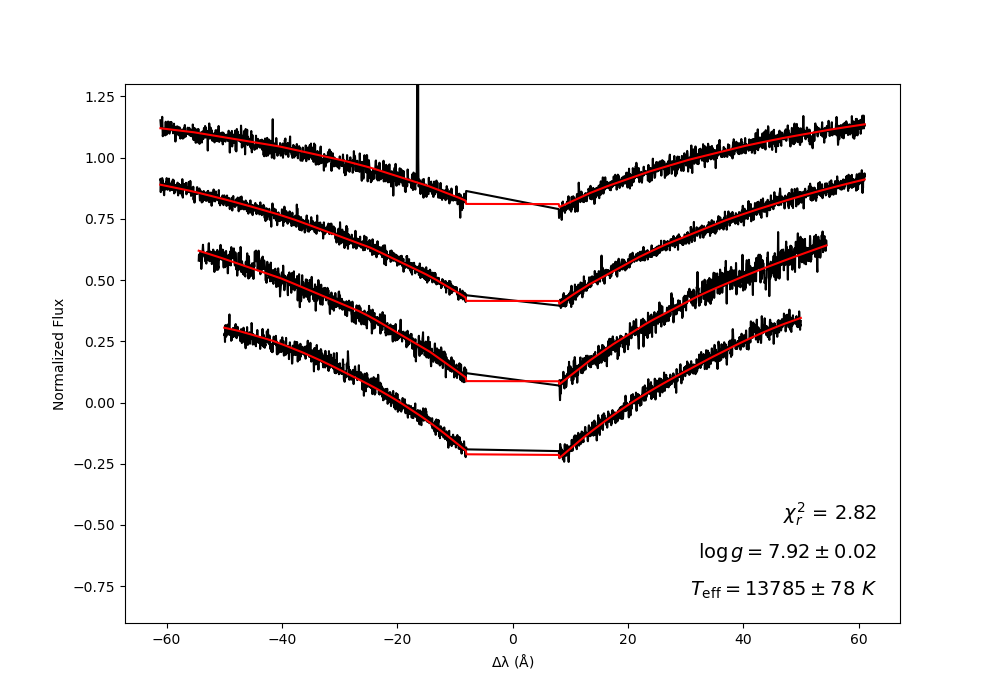 1.25
1.00
0.75
0.50
0.25
0.00
−0.25
−0.50
−0.75
Normalized Flux
χ²ᵣ = 2.82
log g = 7.92 ± 0.02
T_eff = 13785 ± 78 K
−60 −40 −20 0 20 40 60
Δλ (Å)